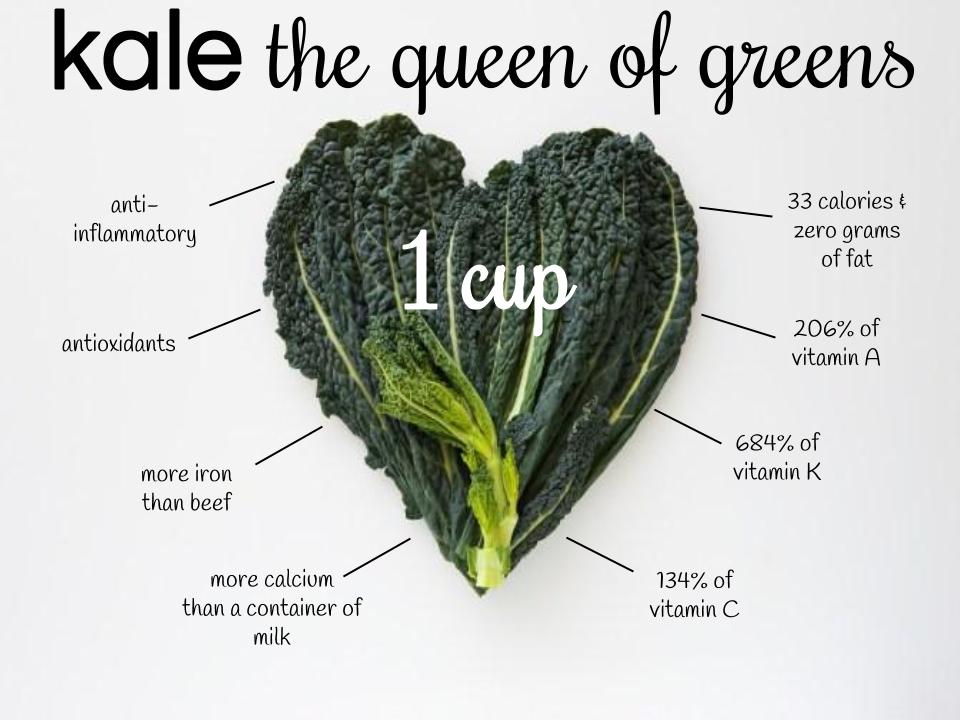 kale the queen of greens
1 cup
anti-
inflammatory
antioxidants
more iron
than beef
more calcium
than a container of
milk
33 calories &
zero grams
of fat
206% of
vitamin A
684% of
vitamin K
134% of
vitamin C